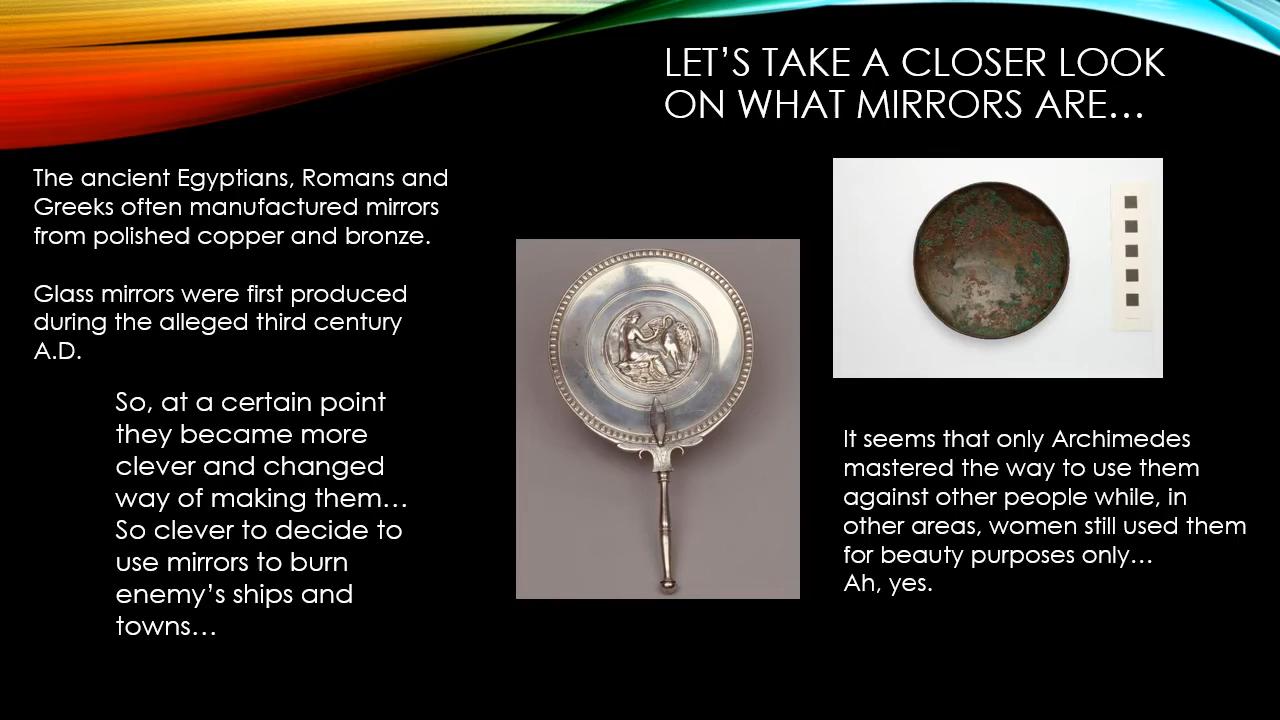 LET’S TAKE A CLOSER LOOK
ON WHAT MIRRORS ARE…
The ancient Egyptians, Romans and
Greeks often manufactured mirrors
from polished copper and bronze.
Glass mirrors were first produced
during the alleged third century
A.D.
So, at a certain point
they became more
clever and changed
way of making them…
So clever to decide to
use mirrors to burn
enemy’s ships and
towns…
It seems that only Archimedes
mastered the way to use them
against other people while, in
other areas, women still used them
for beauty purposes only…
Ah, yes.